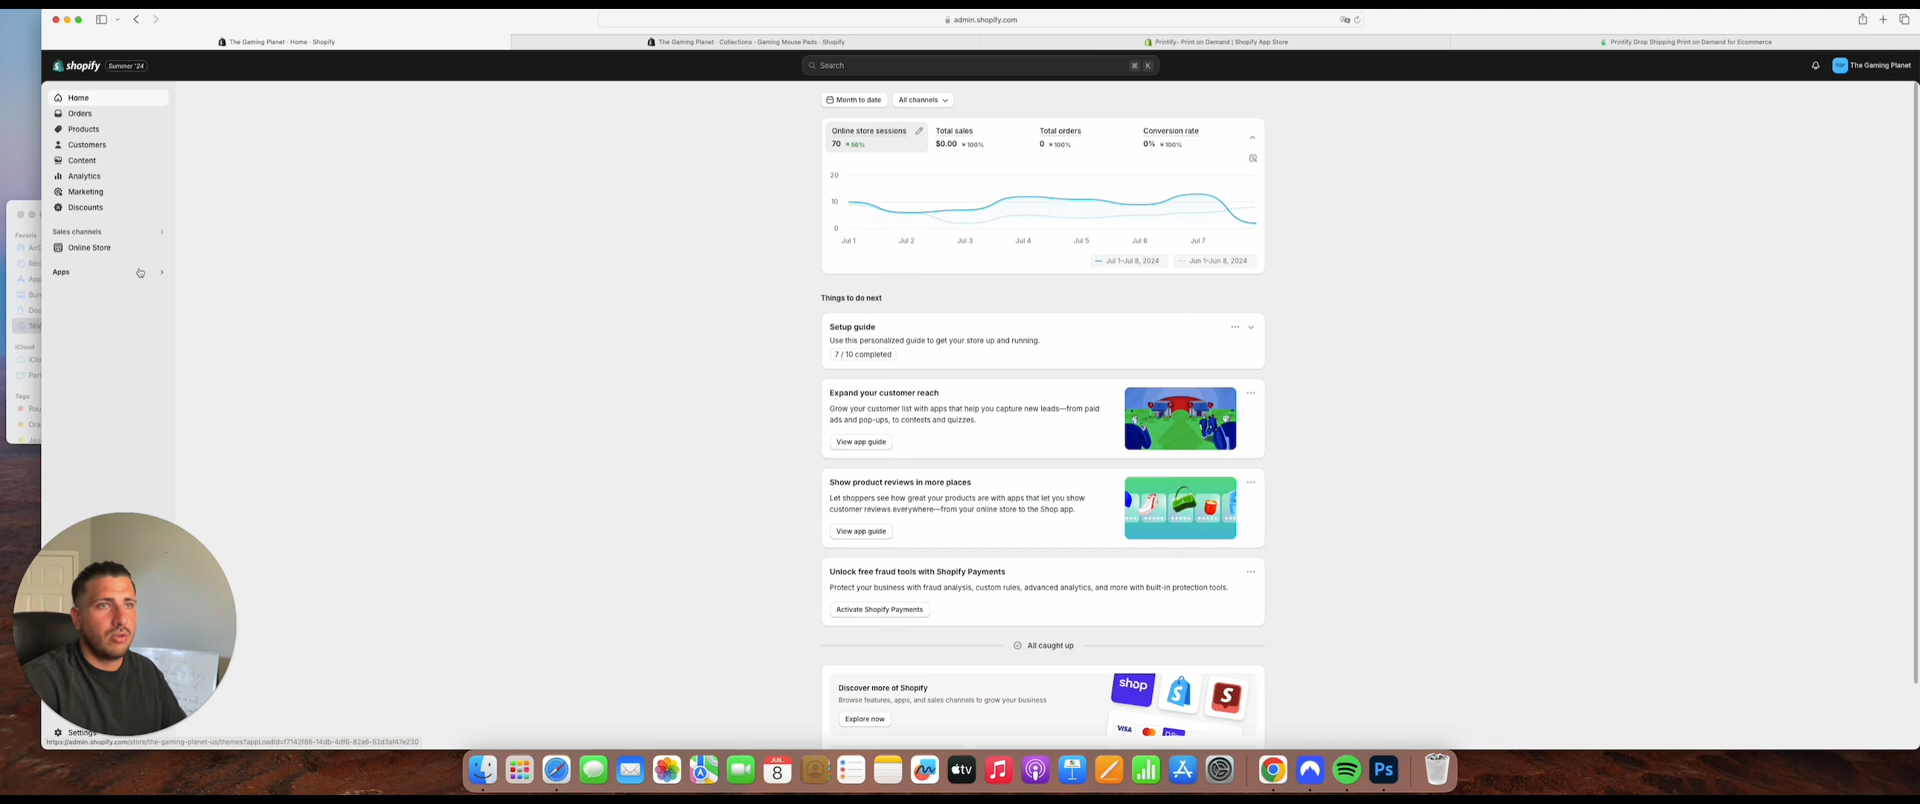 admin.shopify.com
The Gaming Planet · Home · Shopify
The Gaming Planet · Collections · Gaming Mouse Pads · Shopify
Printify- Print on Demand | Shopify App Store
Printify Drop Shipping Print on Demand for Ecommerce
shopify
Summer '24
Search
⌘ K
TGP
The Gaming Planet
Home
Orders
Products
Customers
Content
Analytics
Marketing
Discounts
Sales channels
Online Store
Apps
Settings
Month to date
All channels
Online store sessions
70 56%
Total sales
$0.00 100%
Total orders
0 100%
Conversion rate
0% 100%
20
10
0
Jul 1
Jul 2
Jul 3
Jul 4
Jul 5
Jul 6
Jul 7
Jul 1–Jul 8, 2024
Jun 1–Jun 8, 2024
Things to do next
Setup guide
Use this personalized guide to get your store up and running.
7 / 10 completed
Expand your customer reach
Grow your customer list with apps that help you capture new leads—from paid
ads and pop-ups, to contests and quizzes.
View app guide
Show product reviews in more places
Let shoppers see how great your products are with apps that let you show
customer reviews everywhere—from your online store to the Shop app.
View app guide
Unlock free fraud tools with Shopify Payments
Protect your business with fraud analysis, custom rules, advanced analytics, and more with built-in protection tools.
Activate Shopify Payments
All caught up
Discover more of Shopify
Browse features, apps, and sales channels to grow your business
Explore now
shop
VISA
Favoris
iCloud
Tags
JUIL.
8
tv
Ps